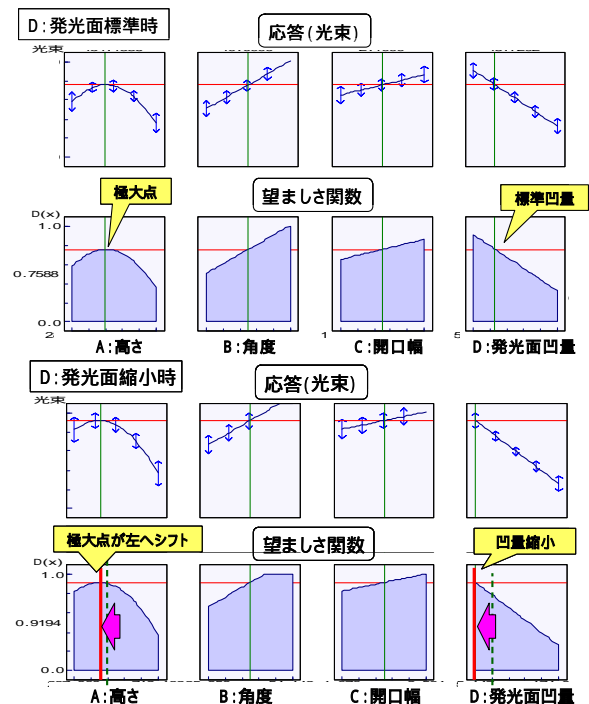 D:発光面標準時
応答(光束)
光束
極大点
望ましさ関数
標準凹量
D(x)
1.0
0.7588
0.0
2
1
5
A:高さ
B:角度
C:開口幅
D:発光面凹量
D:発光面縮小時
応答(光束)
光束
極大点が左へシフト
望ましさ関数
凹量縮小
D(x)
1.0
0.9194
0.0
A:高さ
B:角度
C:開口幅
D:発光面凹量